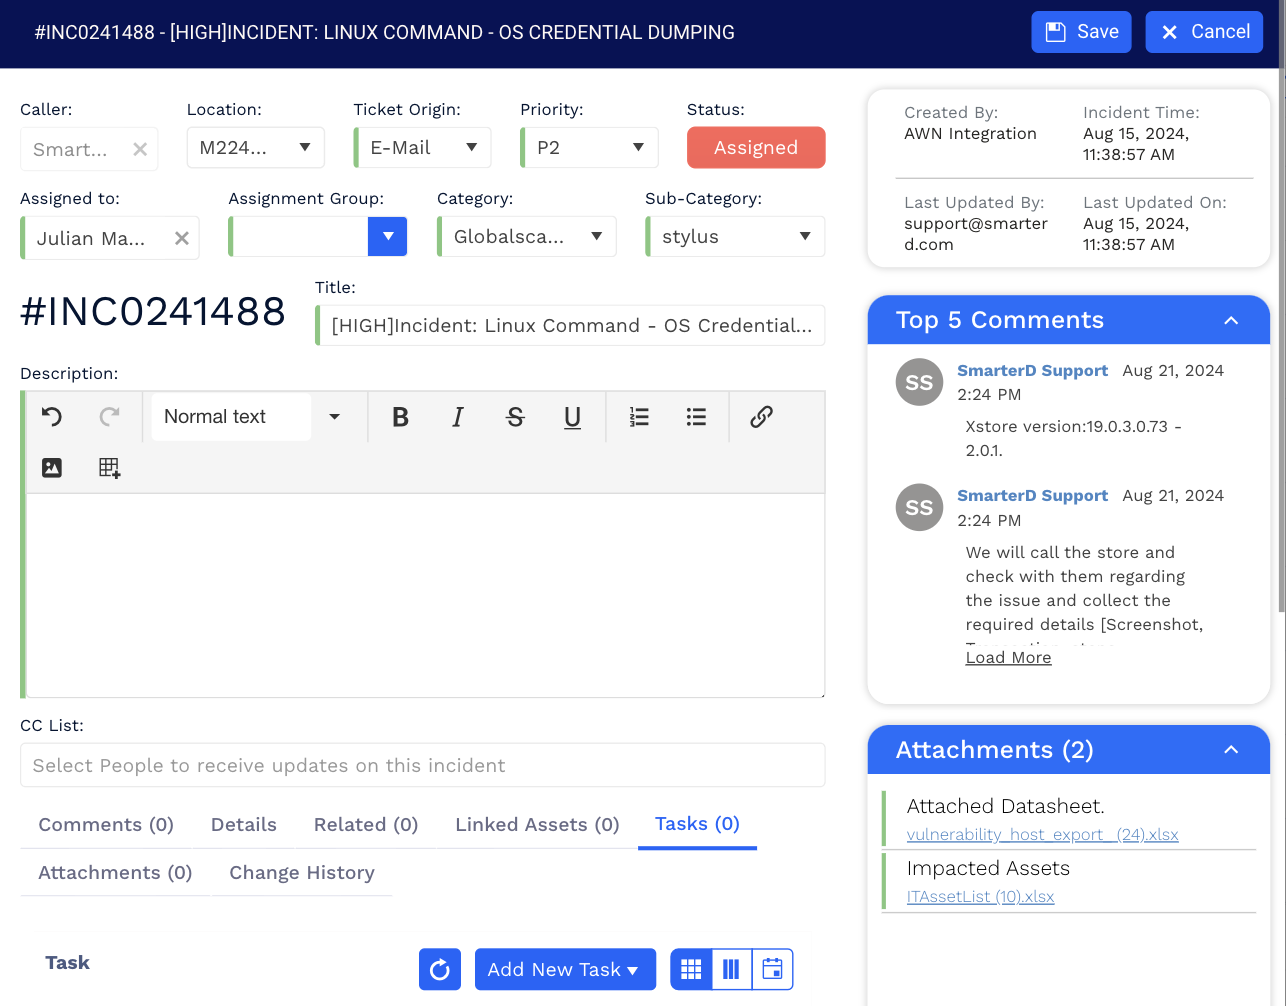 #INC0241488 - [HIGH]INCIDENT: LINUX COMMAND - OS CREDENTIAL DUMPING
Save
Cancel
Caller:
Location:
Ticket Origin:
Priority:
Status:
Smart...
M224...
E-Mail
P2
Assigned
Assigned to:
Assignment Group:
Category:
Sub-Category:
Julian Ma...
Globalsca...
stylus
#INC0241488
Title:
[HIGH]Incident: Linux Command - OS Credential...
Description:
Normal text
B
I
S
U
CC List:
Select People to receive updates on this incident
Comments (0)
Details
Related (0)
Linked Assets (0)
Tasks (0)
Attachments (0)
Change History
Task
Add New Task
Created By:
AWN Integration
Incident Time:
Aug 15, 2024,
11:38:57 AM
Last Updated By:
support@smarter
d.com
Last Updated On:
Aug 15, 2024,
11:38:57 AM
Top 5 Comments
SS
SmarterD Support Aug 21, 2024
2:24 PM
Xstore version:19.0.3.0.73 -
2.0.1.
SS
SmarterD Support Aug 21, 2024
2:24 PM
We will call the store and
check with them regarding
the issue and collect the
required details [Screenshot,
Load More
Attachments (2)
Attached Datasheet.
vulnerability_host_export_ (24).xlsx
Impacted Assets
ITAssetList (10).xlsx